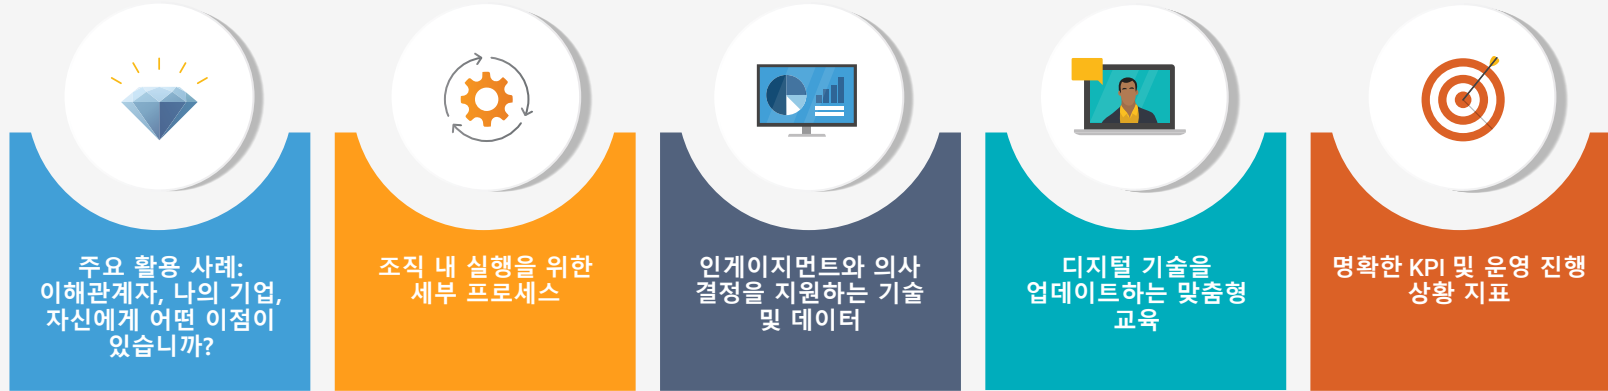 주요 활용 사례:
이해관계자, 나의 기업,
자신에게 어떤 이점이
있습니까?
조직 내 실행을 위한
세부 프로세스
인게이지먼트와 의사
결정을 지원하는 기술
및 데이터
디지털 기술을
업데이트하는 맞춤형
교육
명확한 KPI 및 운영 진행
상황 지표